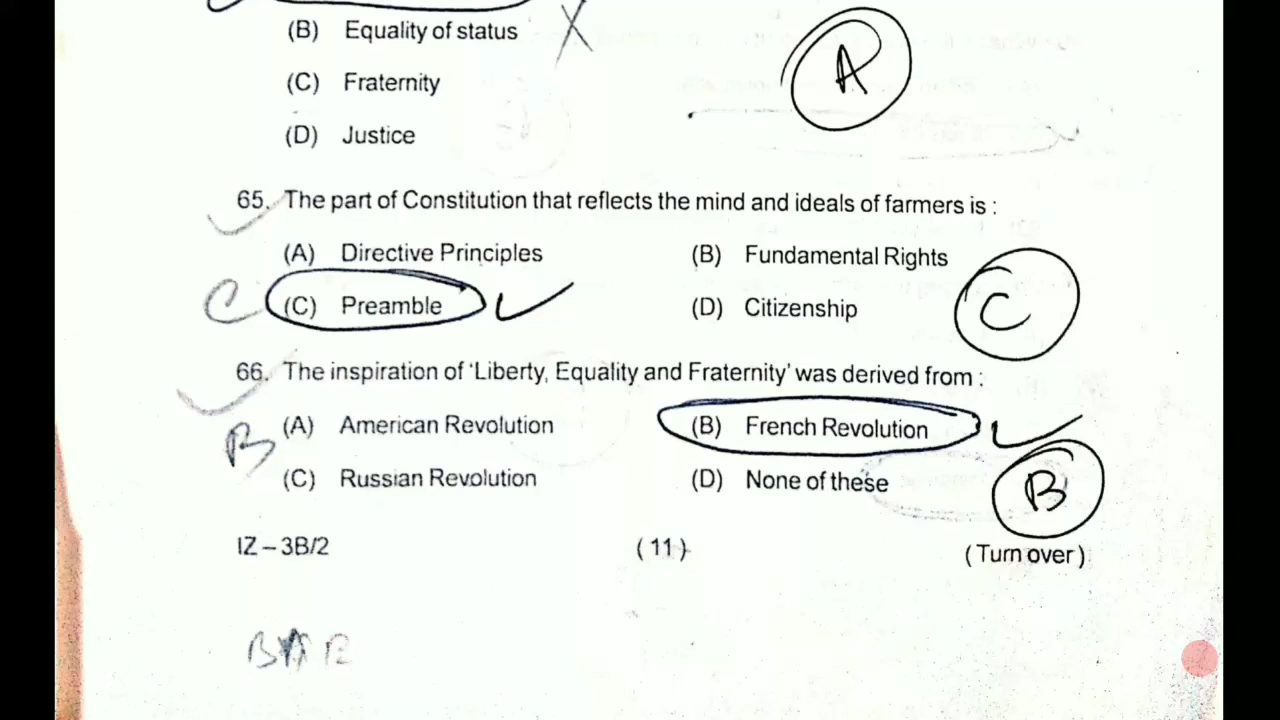 (B) Equality of status X
A
(C) Fraternity
(D) Justice
65. The part of Constitution that reflects the mind and ideals of farmers is :
(A) Directive Principles (B) Fundamental Rights
C (C) Preamble (D) Citizenship C
66. The inspiration of 'Liberty, Equality and Fraternity' was derived from :
B (A) American Revolution (B) French Revolution
(C) Russian Revolution (D) None of these B
IZ – 3B/2 ( 11 ) ( Turn over )